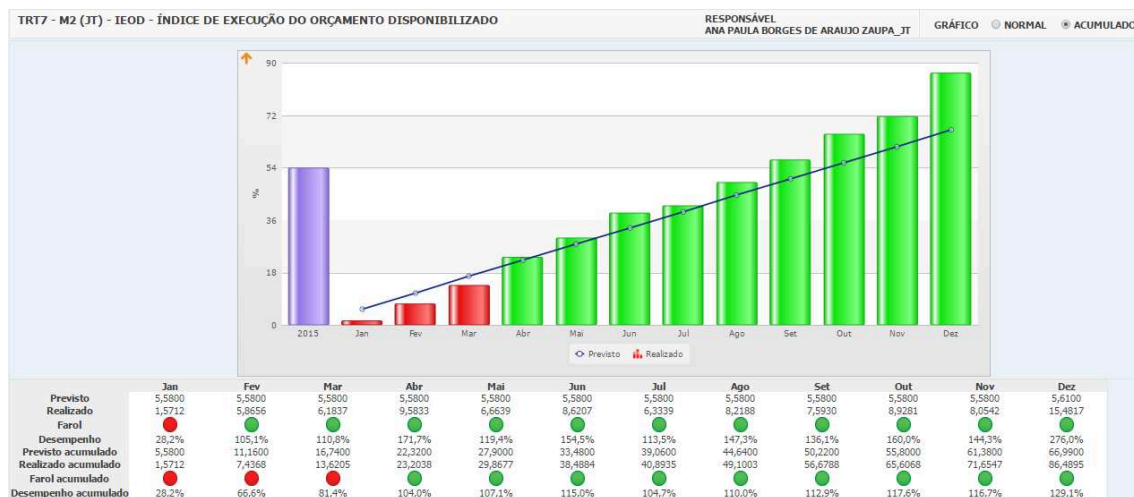 TRT7 - M2 (JT) - IEOD - ÍNDICE DE EXECUÇÃO DO ORÇAMENTO DISPONIBILIZADO
RESPONSÁVEL
ANA PAULA BORGES DE ARAUJO ZAUPA_JT
GRÁFICO NORMAL ACUMULADO
90
72
54
36
18
0
%
2015 Jan Fev Mar Abr Mai Jun Jul Ago Set Out Nov Dez
Previsto Realizado
Jan Fev Mar Abr Mai Jun Jul Ago Set Out Nov Dez
Previsto 5,5800 5,5800 5,5800 5,5800 5,5800 5,5800 5,5800 5,5800 5,5800 5,5800 5,5800 5,6100
Realizado 1,5712 5,8656 6,1837 9,5833 6,6639 8,6207 6,3339 8,2188 7,5930 8,9281 8,0542 15,4817
Farol
Desempenho 28,2% 105,1% 110,8% 171,7% 119,4% 154,5% 113,5% 147,3% 136,1% 160,0% 144,3% 276,0%
Previsto acumulado 5,5800 11,1600 16,7400 22,3200 27,9000 33,4800 39,0600 44,6400 50,2200 55,8000 61,3800 66,9900
Realizado acumulado 1,5712 7,4368 13,6205 23,2038 29,8677 38,4884 40,8935 49,1003 56,6788 65,6068 71,6547 86,4895
Farol acumulado
Desempenho acumulado 28,2% 66,6% 81,4% 104,0% 107,1% 115,0% 104,7% 110,0% 112,9% 117,6% 116,7% 129,1%